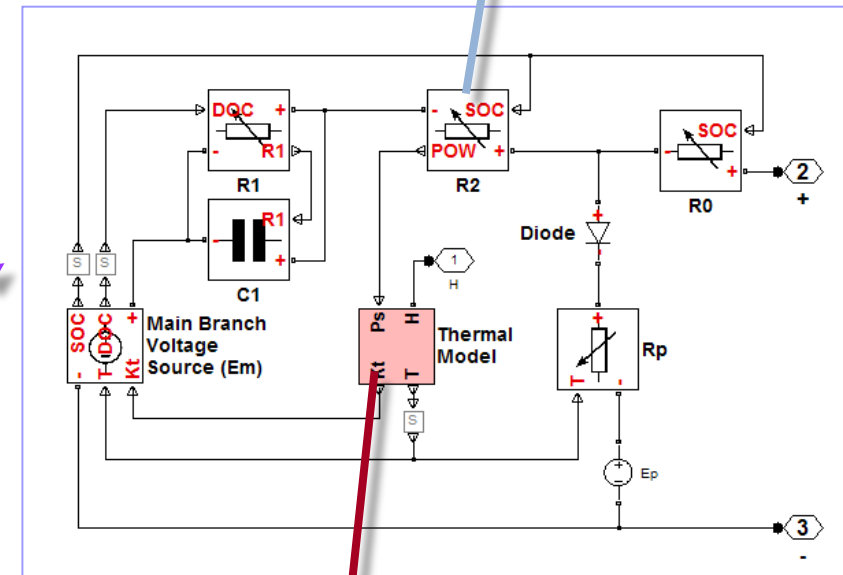 DOC +
- R1
R1
- SOC
POW +
R2
SOC
-
+
R0
2
+
R1
-
+
C1
Diode
+
-
1
H
S S
SOC DOC +
- T Kt
Main Branch
Voltage
Source (Em)
Ps H
Kt T
Thermal
Model
S
+
T -
Rp
+
-
Ep
3
-